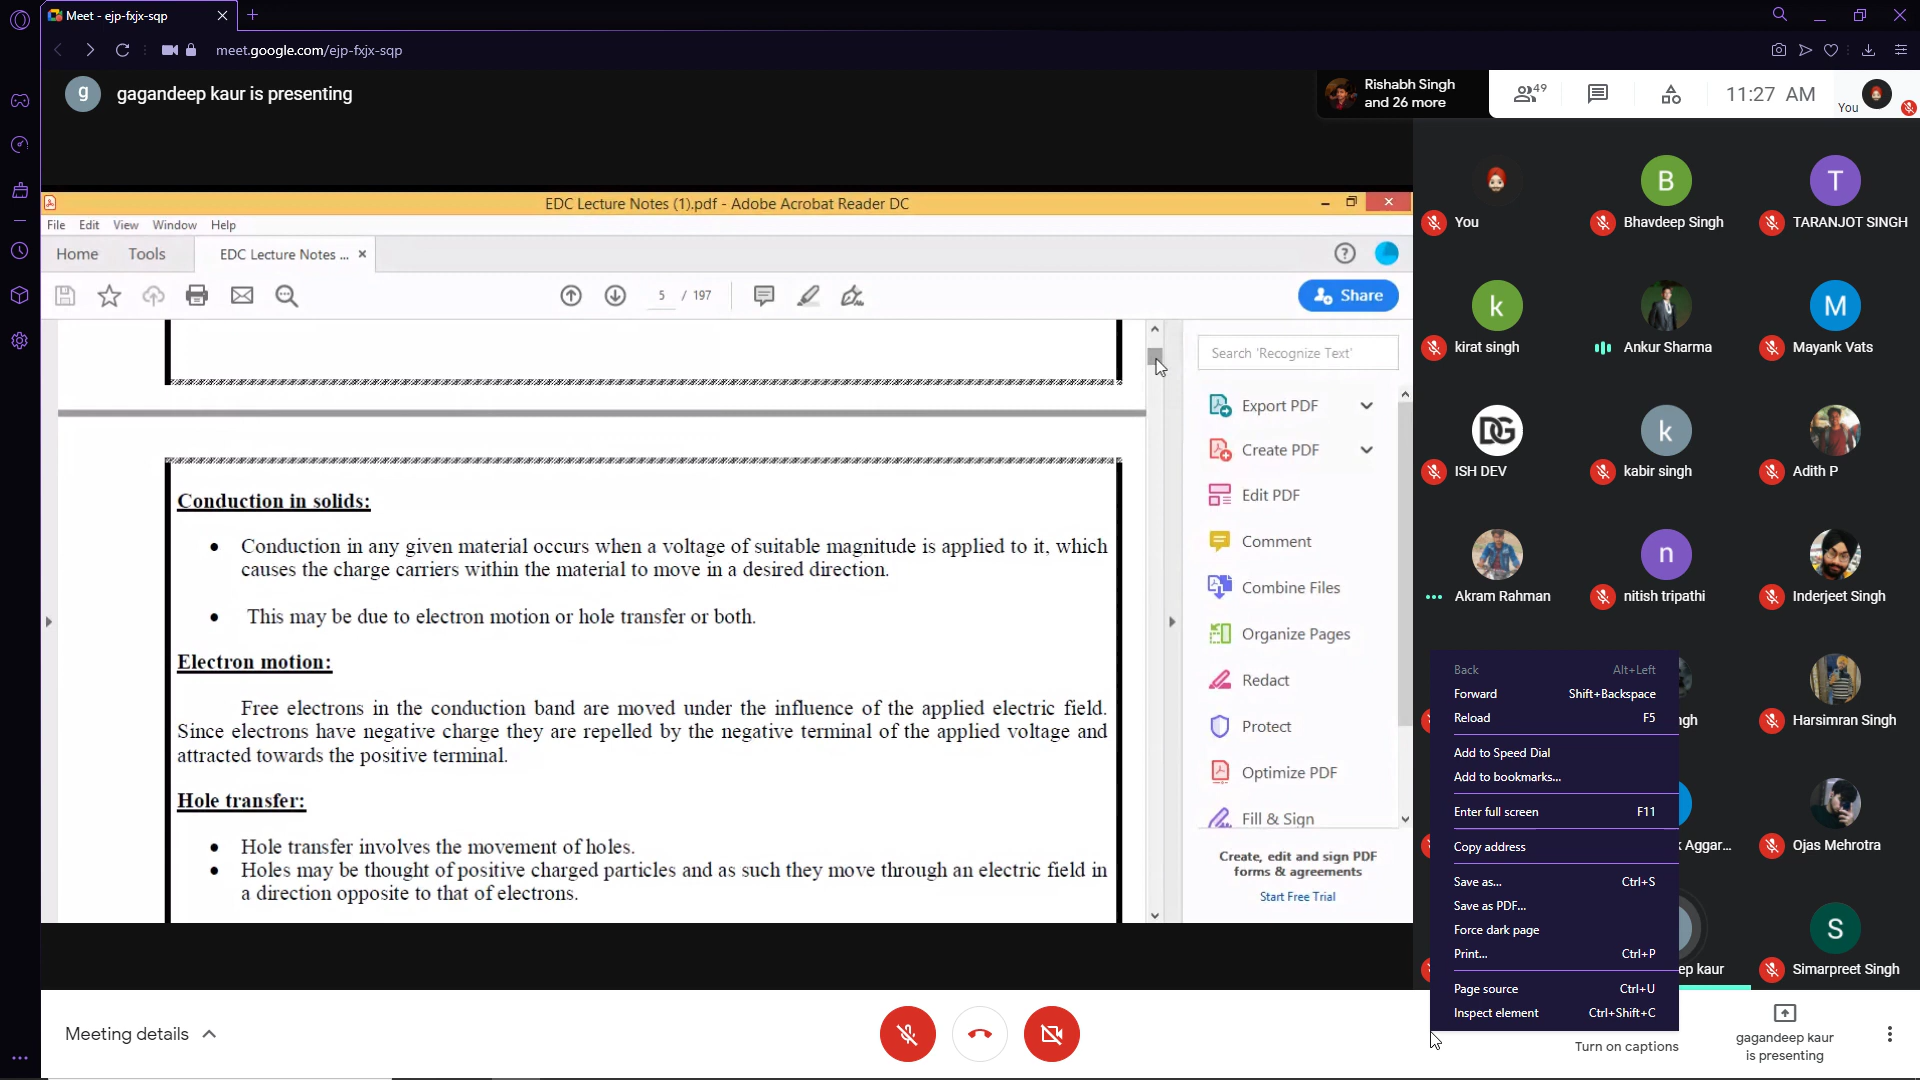 Meet - ejp-fxjx-sqp
meet.google.com/ejp-fxjx-sqp
g
gagandeep kaur is presenting
Rishabh Singh
and 26 more
49
11:27 AM
You
EDC Lecture Notes (1).pdf - Adobe Acrobat Reader DC
File Edit View Window Help
Home Tools EDC Lecture Notes ...
5 / 197
Share
Conduction in solids:
• Conduction in any given material occurs when a voltage of suitable magnitude is applied to it, which
causes the charge carriers within the material to move in a desired direction.
• This may be due to electron motion or hole transfer or both.
Electron motion:
Free electrons in the conduction band are moved under the influence of the applied electric field.
Since electrons have negative charge they are repelled by the negative terminal of the applied voltage and
attracted towards the positive terminal.
Hole transfer:
• Hole transfer involves the movement of holes.
• Holes may be thought of positive charged particles and as such they move through an electric field in
a direction opposite to that of electrons.
Search 'Recognize Text'
Export PDF
Create PDF
Edit PDF
Comment
Combine Files
Organize Pages
Redact
Protect
Optimize PDF
Fill & Sign
Create, edit and sign PDF
forms & agreements
Start Free Trial
B T
You Bhavdeep Singh TARANJOT SINGH
k M
kirat singh Ankur Sharma Mayank Vats
DG k
ISH DEV kabir singh Adith P
n
Akram Rahman nitish tripathi Inderjeet Singh
ngh Harsimran Singh
k Aggar... Ojas Mehrotra
S
ep kaur Simarpreet Singh
Back Alt+Left
Forward Shift+Backspace
Reload F5
Add to Speed Dial
Add to bookmarks...
Enter full screen F11
Copy address
Save as... Ctrl+S
Save as PDF...
Force dark page
Print... Ctrl+P
Page source Ctrl+U
Inspect element Ctrl+Shift+C
Meeting details
Turn on captions
gagandeep kaur
is presenting